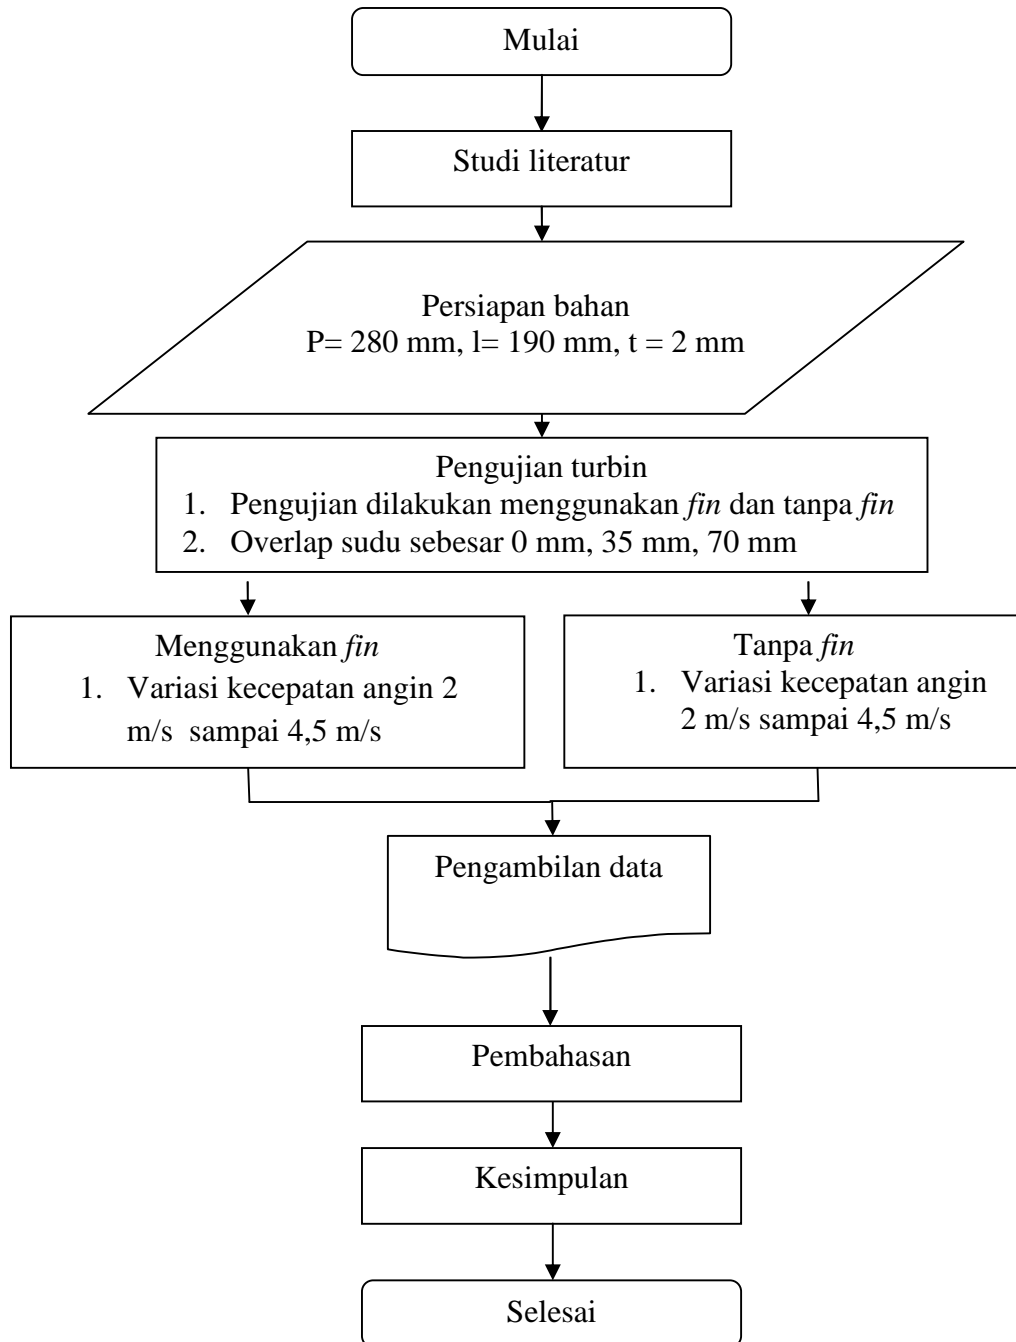 Mulai
Studi literatur
Persiapan bahan
P= 280 mm, l= 190 mm, t = 2 mm
Pengujian turbin
1. Pengujian dilakukan menggunakan fin dan tanpa fin
2. Overlap sudu sebesar 0 mm, 35 mm, 70 mm
Menggunakan fin
1. Variasi kecepatan angin 2
m/s sampai 4,5 m/s
Tanpa fin
1. Variasi kecepatan angin
2 m/s sampai 4,5 m/s
Pengambilan data
Pembahasan
Kesimpulan
Selesai